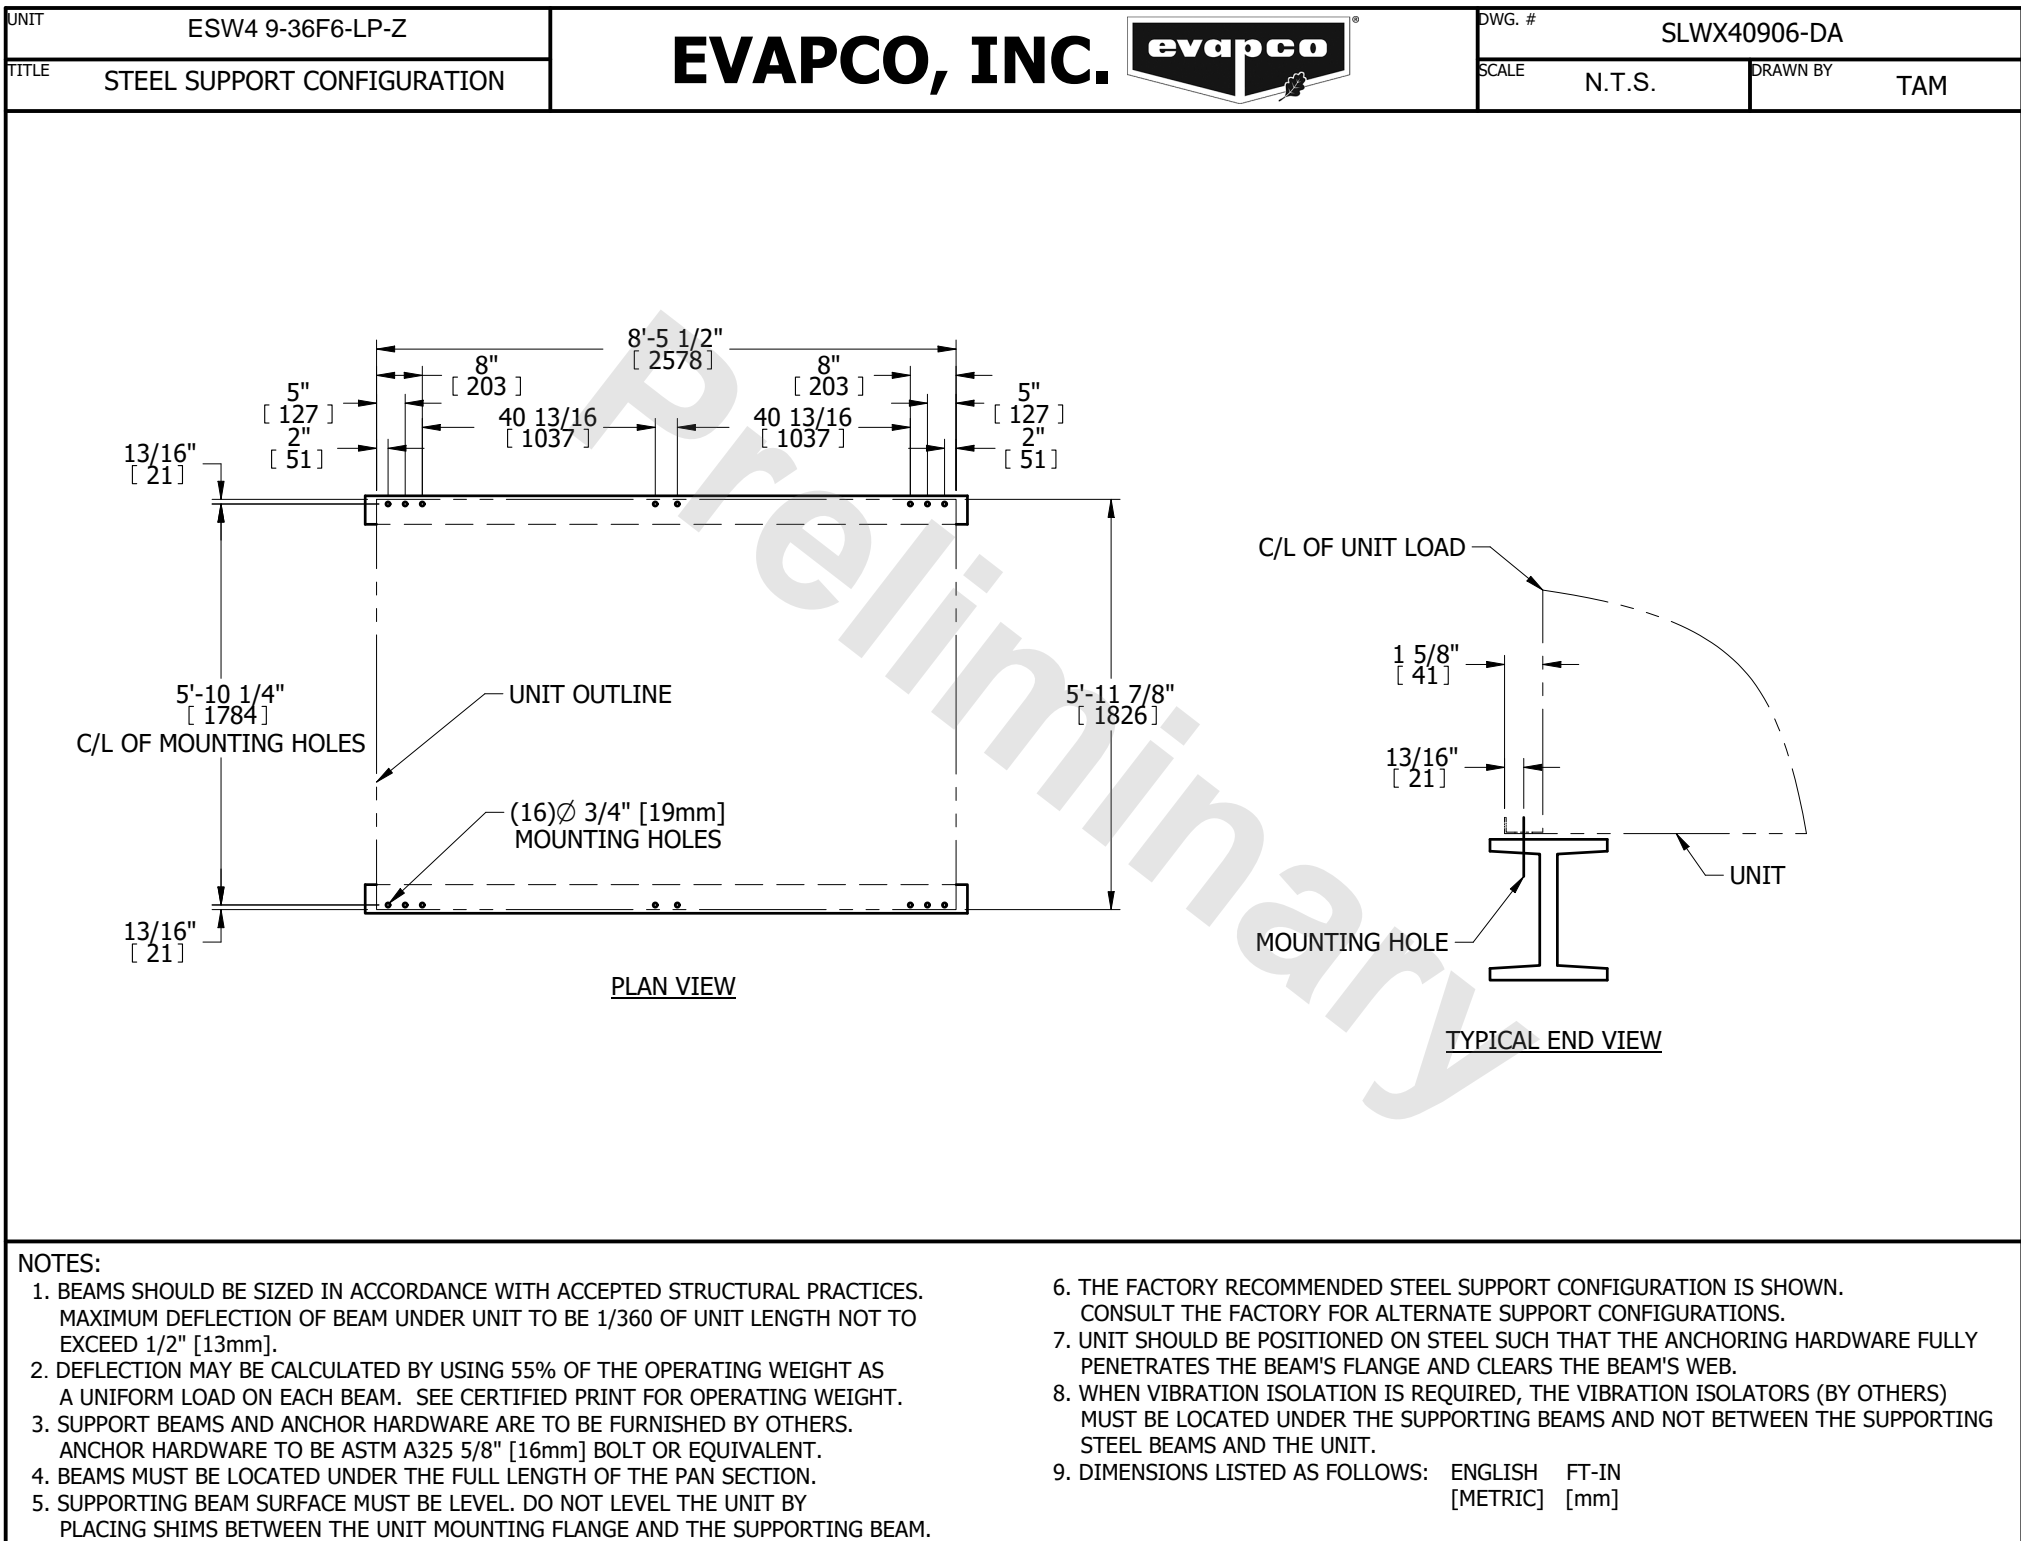 UNIT
ESW4 9-36F6-LP-Z
TITLE
STEEL SUPPORT CONFIGURATION
EVAPCO, INC.
evapco
®
DWG. #
SLWX40906-DA
SCALE
N.T.S.
DRAWN BY
TAM
8'-5 1/2"
[ 2578 ]
8"
[ 203 ]
8"
[ 203 ]
5"
[ 127 ]
5"
[ 127 ]
40 13/16
[ 1037 ]
40 13/16
[ 1037 ]
2"
[ 51 ]
2"
[ 51 ]
13/16"
[ 21 ]
5'-10 1/4"
[ 1784 ]
C/L OF MOUNTING HOLES
UNIT OUTLINE
5'-11 7/8"
[ 1826 ]
(16)Ø 3/4" [19mm]
MOUNTING HOLES
13/16"
[ 21 ]
PLAN VIEW
Preliminary
C/L OF UNIT LOAD
1 5/8"
[ 41 ]
13/16"
[ 21 ]
UNIT
MOUNTING HOLE
TYPICAL END VIEW
NOTES:
1. BEAMS SHOULD BE SIZED IN ACCORDANCE WITH ACCEPTED STRUCTURAL PRACTICES.
MAXIMUM DEFLECTION OF BEAM UNDER UNIT TO BE 1/360 OF UNIT LENGTH NOT TO
EXCEED 1/2" [13mm].
2. DEFLECTION MAY BE CALCULATED BY USING 55% OF THE OPERATING WEIGHT AS
A UNIFORM LOAD ON EACH BEAM. SEE CERTIFIED PRINT FOR OPERATING WEIGHT.
3. SUPPORT BEAMS AND ANCHOR HARDWARE ARE TO BE FURNISHED BY OTHERS.
ANCHOR HARDWARE TO BE ASTM A325 5/8" [16mm] BOLT OR EQUIVALENT.
4. BEAMS MUST BE LOCATED UNDER THE FULL LENGTH OF THE PAN SECTION.
5. SUPPORTING BEAM SURFACE MUST BE LEVEL. DO NOT LEVEL THE UNIT BY
PLACING SHIMS BETWEEN THE UNIT MOUNTING FLANGE AND THE SUPPORTING BEAM.
6. THE FACTORY RECOMMENDED STEEL SUPPORT CONFIGURATION IS SHOWN.
CONSULT THE FACTORY FOR ALTERNATE SUPPORT CONFIGURATIONS.
7. UNIT SHOULD BE POSITIONED ON STEEL SUCH THAT THE ANCHORING HARDWARE FULLY
PENETRATES THE BEAM'S FLANGE AND CLEARS THE BEAM'S WEB.
8. WHEN VIBRATION ISOLATION IS REQUIRED, THE VIBRATION ISOLATORS (BY OTHERS)
MUST BE LOCATED UNDER THE SUPPORTING BEAMS AND NOT BETWEEN THE SUPPORTING
STEEL BEAMS AND THE UNIT.
9. DIMENSIONS LISTED AS FOLLOWS: ENGLISH FT-IN
[METRIC] [mm]